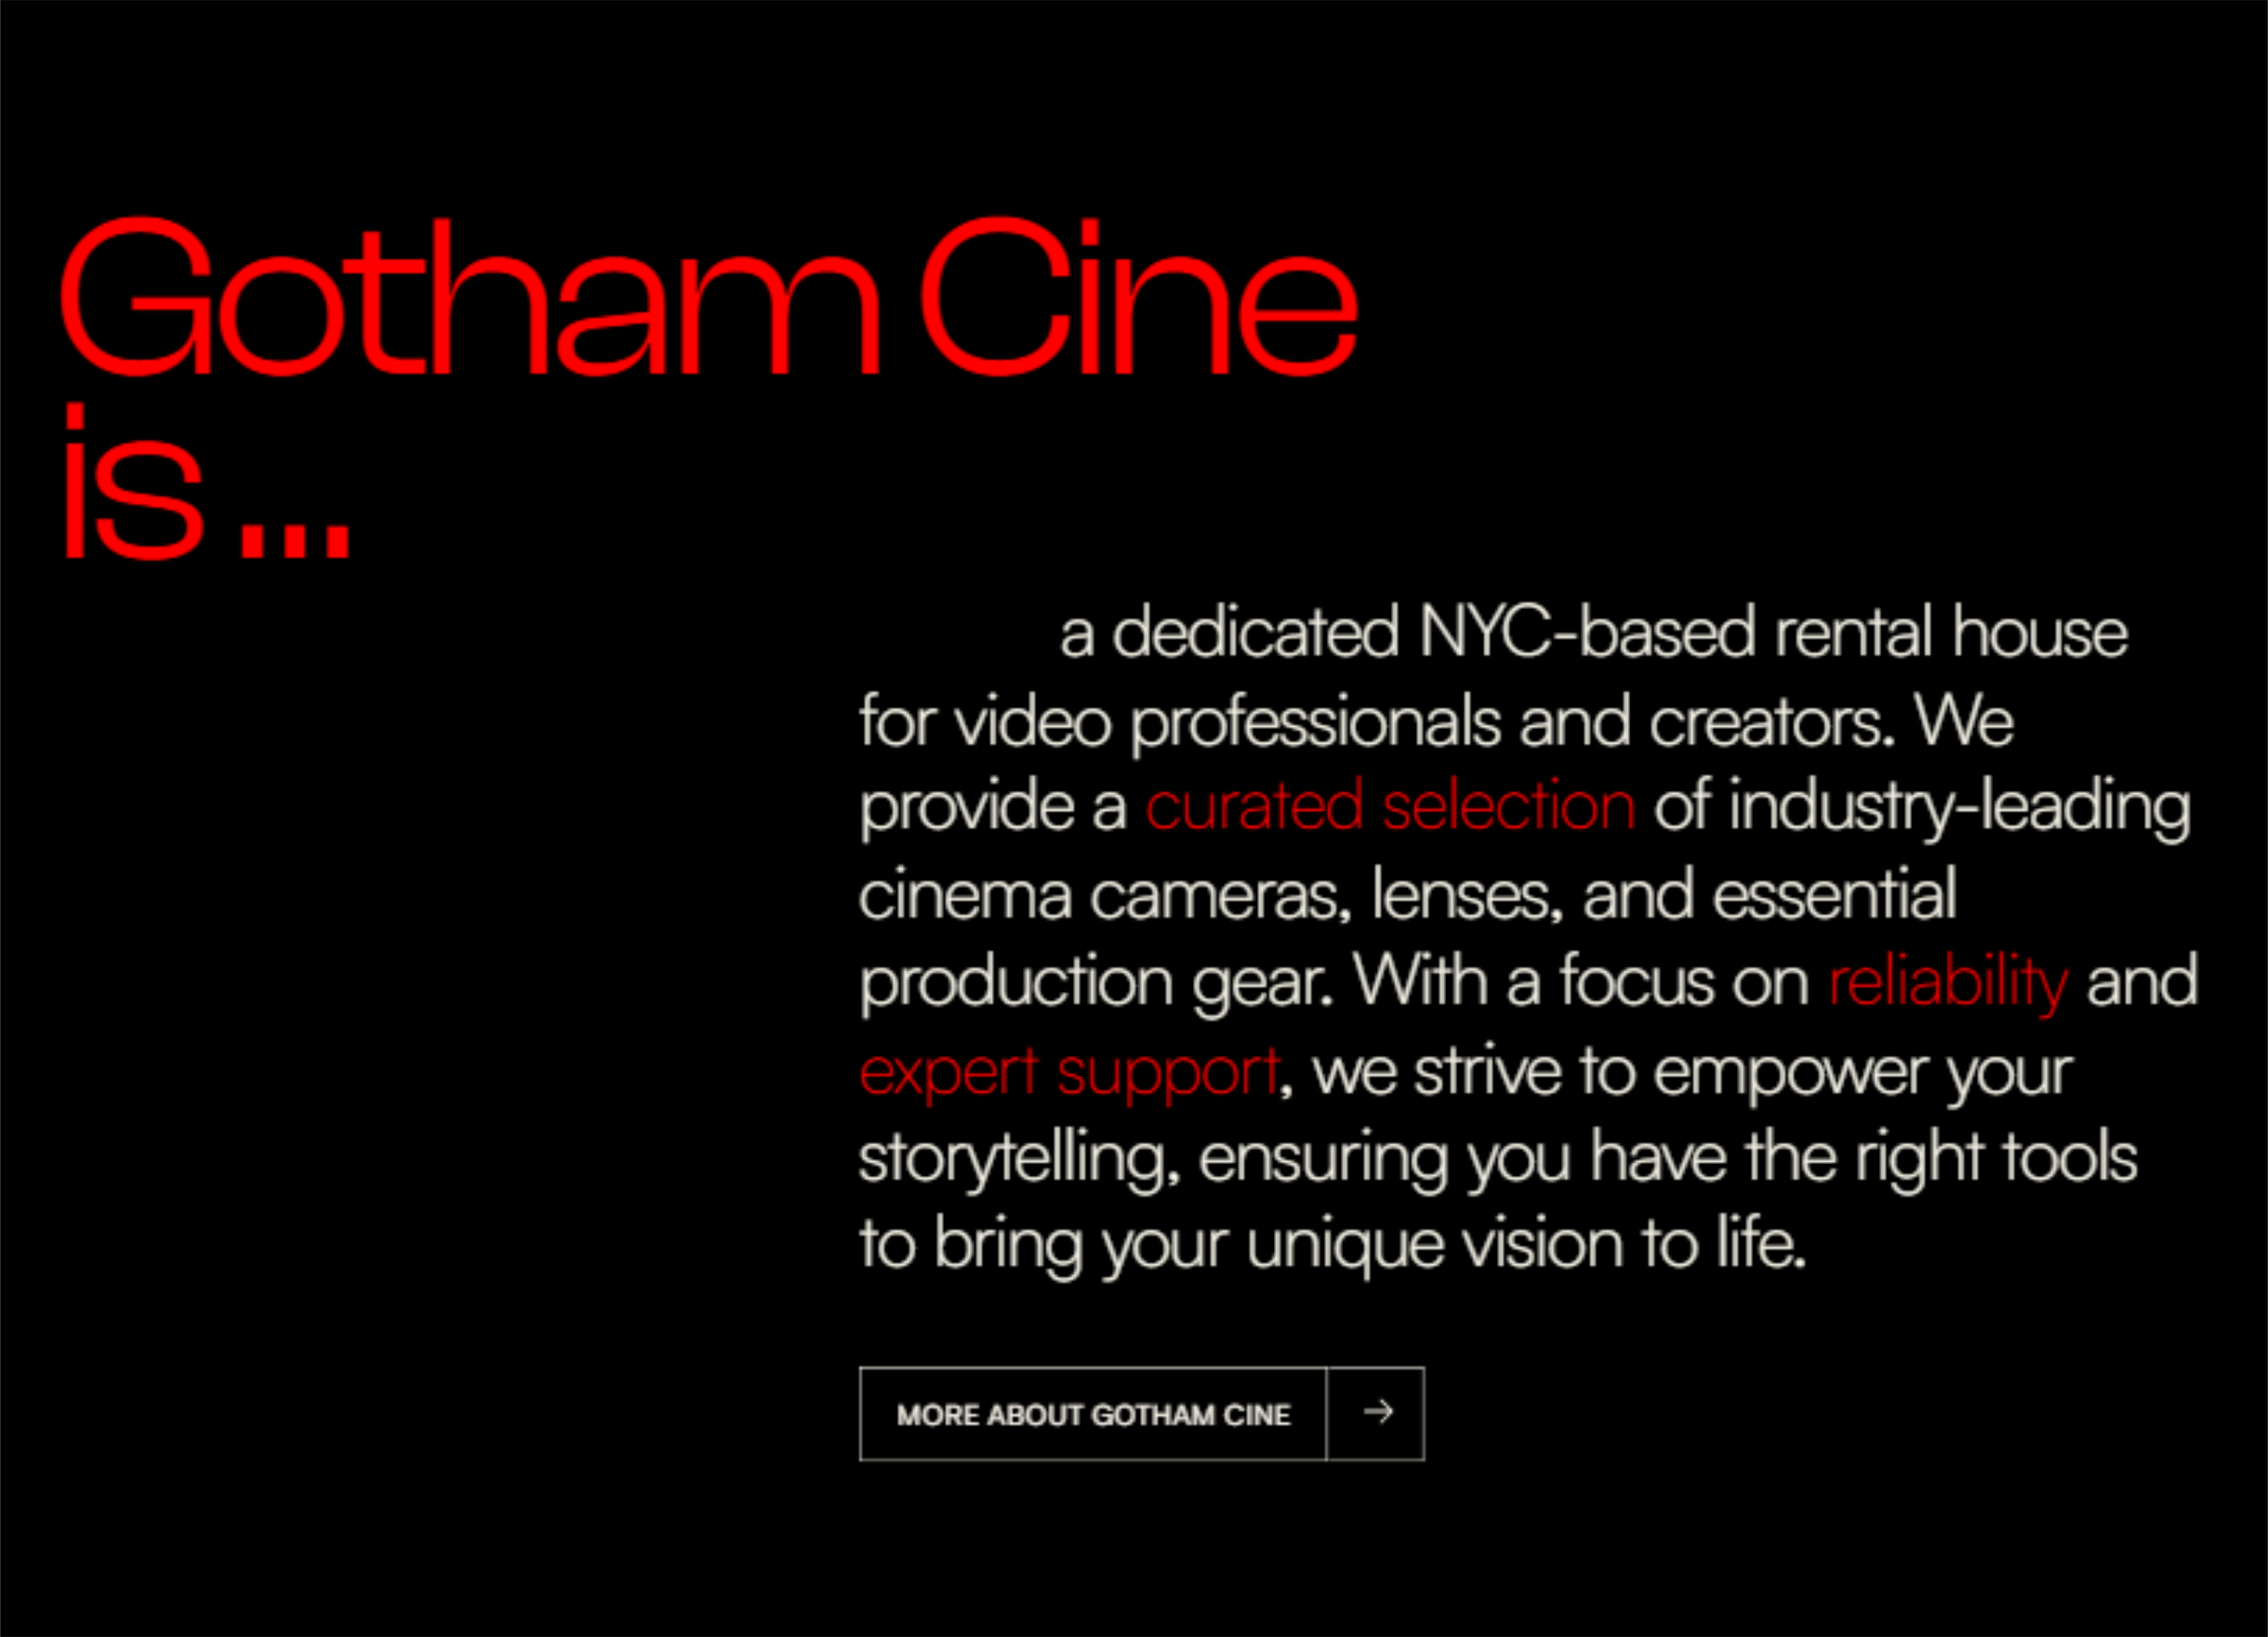 Gotham Cine
is ...
a dedicated NYC-based rental house
for video professionals and creators. We
provide a curated selection of industry-leading
cinema cameras, lenses, and essential
production gear. With a focus on reliability and
expert support, we strive to empower your
storytelling, ensuring you have the right tools
to bring your unique vision to life.
MORE ABOUT GOTHAM CINE →